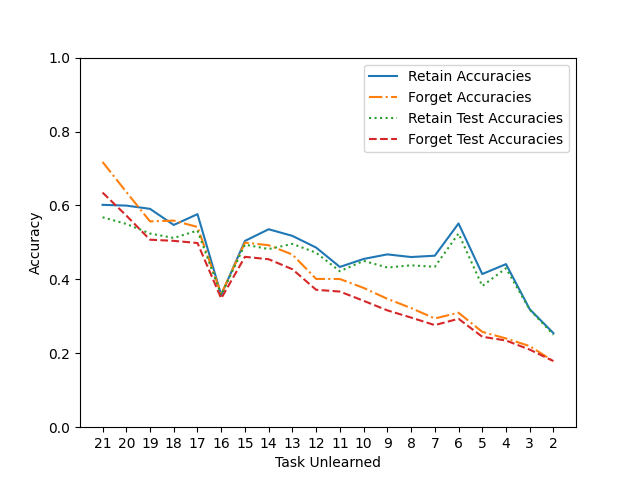 Retain Accuracies
Forget Accuracies
Retain Test Accuracies
Forget Test Accuracies
1.0
0.8
0.6
0.4
0.2
0.0
Accuracy
21 20 19 18 17 16 15 14 13 12 11 10 9 8 7 6 5 4 3 2
Task Unlearned